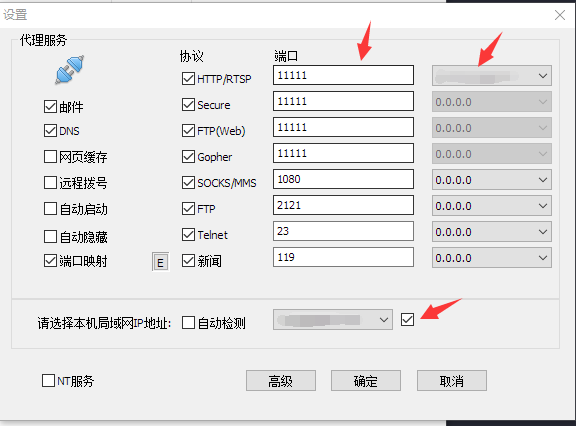 设置
代理服务
协议
端口
HTTP/RTSP 11111
邮件 Secure 11111 0.0.0.0
DNS FTP(Web) 11111 0.0.0.0
网页缓存 Gopher 11111 0.0.0.0
远程拨号 SOCKS/MMS 1080 0.0.0.0
自动启动 FTP 2121 0.0.0.0
自动隐藏 Telnet 23 0.0.0.0
端口映射 E 新闻 119 0.0.0.0
请选择本机局域网IP地址: 自动检测
NT服务 高级 确定 取消